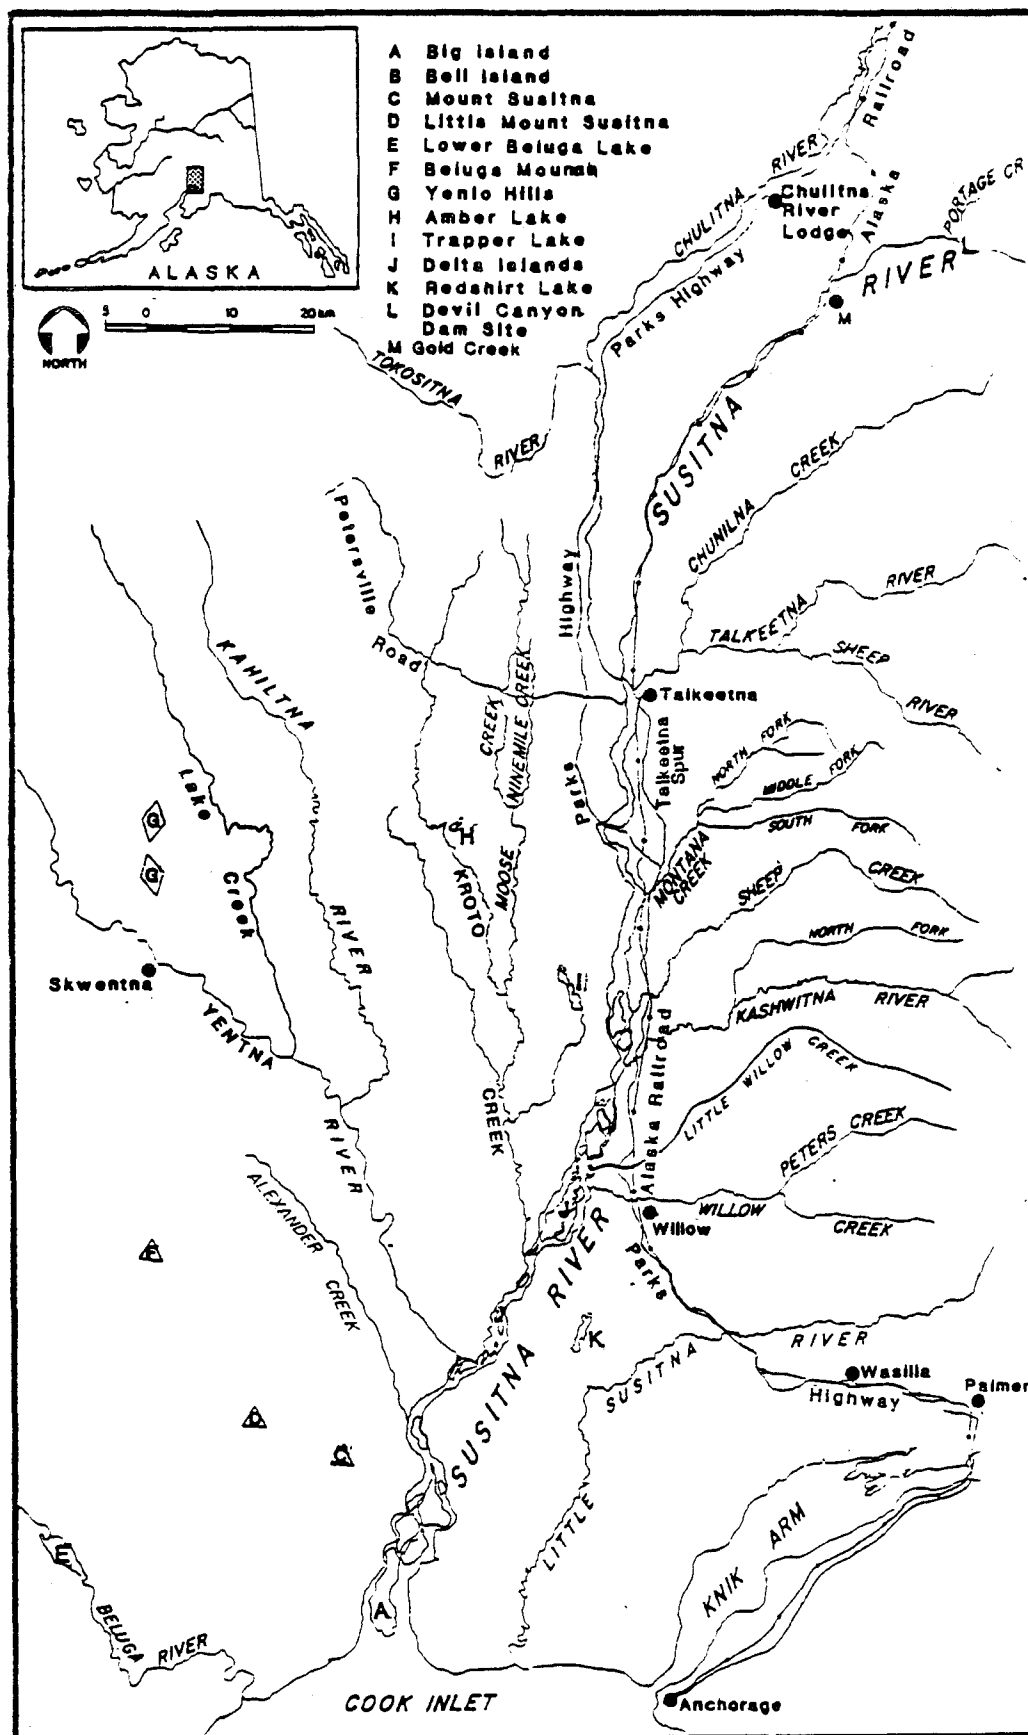 ALASKA
A Big Island
B Bell Island
C Mount Susitna
D Little Mount Susitna
E Lower Beluga Lake
F Beluga
G Yenlo Hills
H Amber Lake
I Trapper Lake
J Delta Islands
K Redshirt Lake
L Devil Canyon
Dam Site
M Gold Creek
5 0 10 20 km
NORTH
Railroad
Alaska
CHULITNA RIVER
Chulitna
River
Lodge
PORTAGE CR
L
RIVER
M
Parks Highway
TOKOSITNA
RIVER
SUSITNA
CHUNILNA CREEK
Petersville
Road
Highway
TALKEETNA RIVER
SHEEP
RIVER
KAHILTNA
RIVER
CREEK
NINEMILE CREEK
Talkeetna
Talkeetna
Spur
Parks
NORTH FORK
MIDDLE FORK
SOUTH FORK
Lake
Creek
G
G
H
KROTO
MOOSE
MONTANA
CREEK
SHEEP CREEK
NORTH FORK
Skwentna
I
KASHWITNA RIVER
YENTNA
RIVER
CREEK
Alaska Railroad
LITTLE WILLOW CREEK
PETERS CREEK
ALEXANDER
CREEK
WILLOW
CREEK
Willow
F
RIVER
Parks
K
SUSITNA
RIVER
Wasilla
Highway
Palmer
D
C
SUSITNA
LITTLE
KNIK ARM
E
A
BELUGA
RIVER
COOK INLET
Anchorage